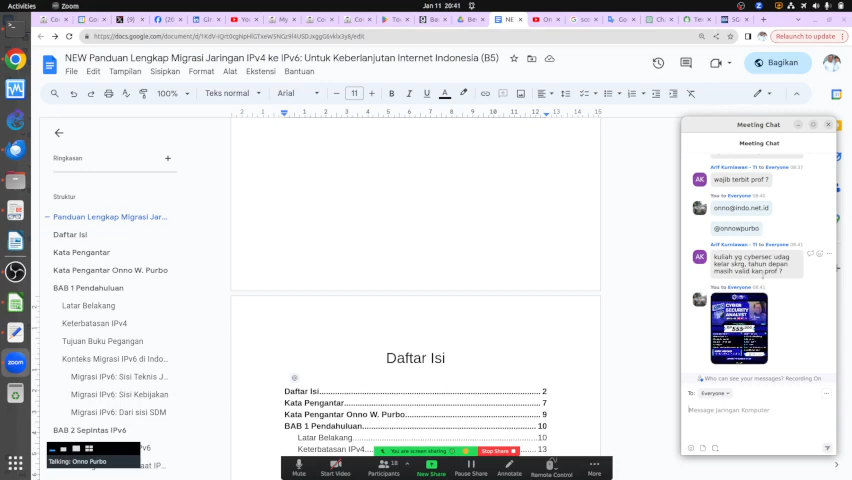 Activities
Zoom
Jan 11 20:41
https://docs.google.com/document/d/
NEW Panduan Lengkap Migrasi Jaringan IPv4 ke IPv6: Untuk Keberlanjutan Internet Indonesia (B5)
File Edit Tampilan Sisipkan Format Alat Ekstensi Bantuan
Bagikan
Relaunch to update
100% Teks normal Arial 11
Ringkasan
Struktur
Panduan Lengkap Migrasi Jar...
Daftar Isi
Kata Pengantar
Kata Pengantar Onno W. Purbo
BAB 1 Pendahuluan
Latar Belakang
Keterbatasan IPv4
Tujuan Buku Pegangan
Konteks Migrasi IPv6 di Indo...
Migrasi IPv6: Sisi Teknis J...
Migrasi IPv6: Sisi Kebijakan
Migrasi IPv6: Dari sisi SDM
BAB 2 Sepintas IPv6
Talking: Onno Purbo
Daftar Isi
Daftar Isi 2
Kata Pengantar 7
Kata Pengantar Onno W. Purbo 9
BAB 1 Pendahuluan 10
Latar Belakang 10
Keterbatasan IPv4 13
You are screen sharing
Stop Share
Mute
Start Video
Participants 18
New Share
Pause Share
Annotate
Remote Control
More
Meeting Chat
Meeting Chat
Arif Kurniawan - TI to Everyone 08:37
AK
wajib terbit prof ?
You to Everyone 08:40
onno@indo.net.id
@onnowpurbo
Arif Kurniawan - TI to Everyone 08:41
AK
kuliah yg cybersec udag
kelar skrg, tahun depan
masih valid kan prof ?
You to Everyone 08:41
CYBER
SECURITY
ANALYST
Who can see your messages? Recording On
To: Everyone
Message Jaringan Komputer